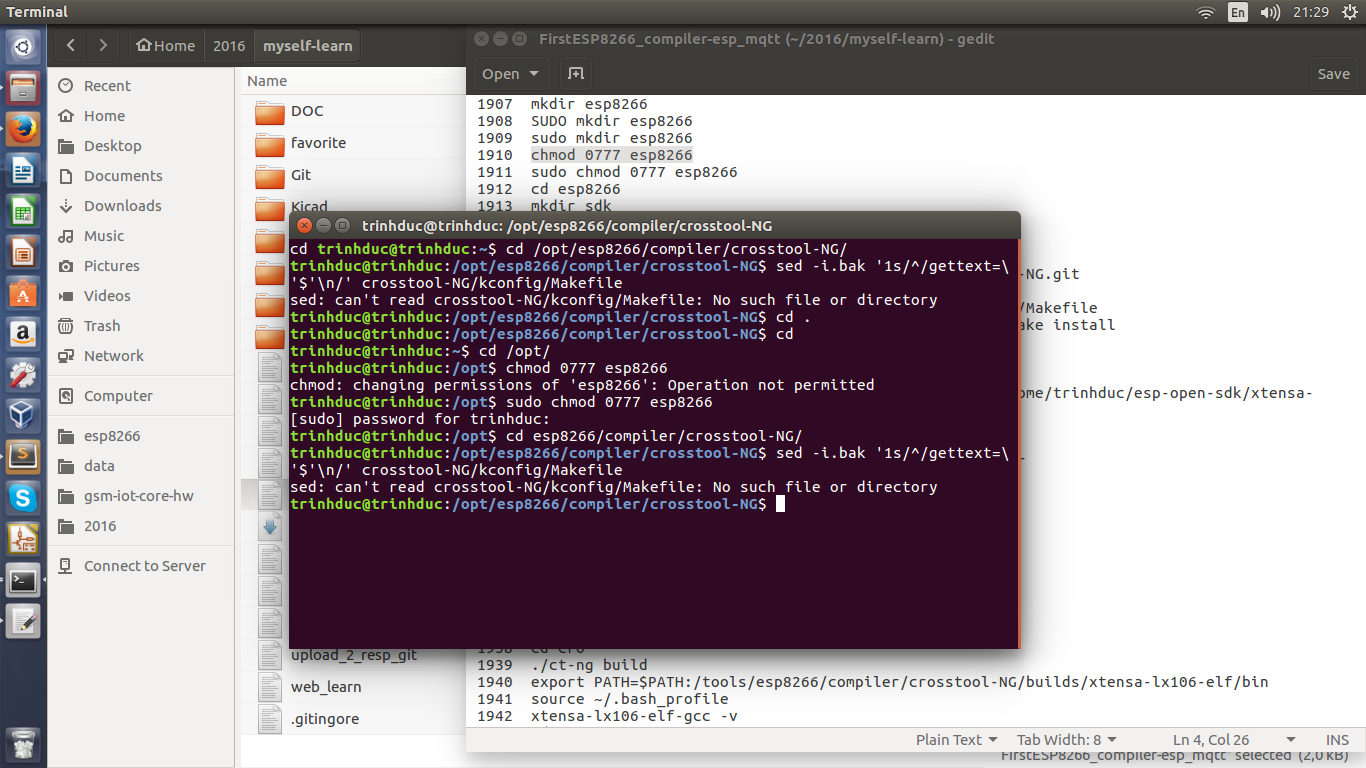 Terminal
En
21:29
Home
2016
myself-learn
FirstESP8266_compiler-esp_mqtt (~/2016/myself-learn) - gedit
Open
Save
Recent
Home
Desktop
Documents
Downloads
Music
Pictures
Videos
Trash
Network
Computer
esp8266
data
gsm-iot-core-hw
2016
Connect to Server
Name
DOC
favorite
Git
Kicad
upload_2_resp_git
web_learn
.gitingore
1907 mkdir esp8266
1908 SUDO mkdir esp8266
1909 sudo mkdir esp8266
1910 chmod 0777 esp8266
1911 sudo chmod 0777 esp8266
1912 cd esp8266
1913 mkdir sdk
-NG.git
/Makefile
ake install
ome/trinhduc/esp-open-sdk/xtensa-
-
trinhduc@trinhduc: /opt/esp8266/compiler/crosstool-NG
cd trinhduc@trinhduc:~$ cd /opt/esp8266/compiler/crosstool-NG/
trinhduc@trinhduc:/opt/esp8266/compiler/crosstool-NG$ sed -i.bak '1s/^/gettext=\
'$'\n/' crosstool-NG/kconfig/Makefile
sed: can't read crosstool-NG/kconfig/Makefile: No such file or directory
trinhduc@trinhduc:/opt/esp8266/compiler/crosstool-NG$ cd .
trinhduc@trinhduc:/opt/esp8266/compiler/crosstool-NG$ cd
trinhduc@trinhduc:~$ cd /opt/
trinhduc@trinhduc:/opt$ chmod 0777 esp8266
chmod: changing permissions of 'esp8266': Operation not permitted
trinhduc@trinhduc:/opt$ sudo chmod 0777 esp8266
[sudo] password for trinhduc:
trinhduc@trinhduc:/opt$ cd esp8266/compiler/crosstool-NG/
trinhduc@trinhduc:/opt/esp8266/compiler/crosstool-NG$ sed -i.bak '1s/^/gettext=\
'$'\n/' crosstool-NG/kconfig/Makefile
sed: can't read crosstool-NG/kconfig/Makefile: No such file or directory
trinhduc@trinhduc:/opt/esp8266/compiler/crosstool-NG$
1939 ./ct-ng build
1940 export PATH=$PATH:/tools/esp8266/compiler/crosstool-NG/builds/xtensa-lx106-elf/bin
1941 source ~/.bash_profile
1942 xtensa-lx106-elf-gcc -v
Plain Text
Tab Width: 8
Ln 4, Col 26
INS
FirstESP8266_compiler-esp_mqtt selected (2,0 kB)